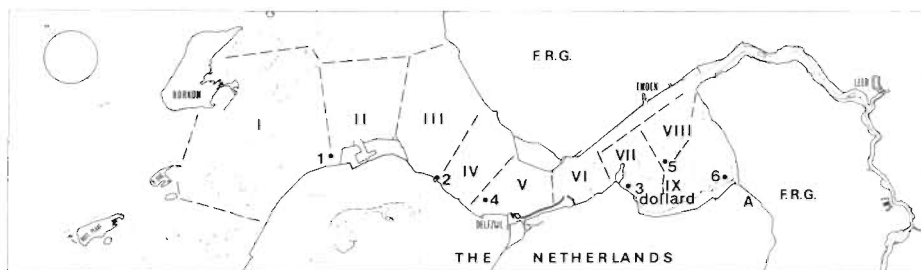 F.R.G.
BORKUM
EMDEN
LEER
I
II
III
IV
V
VI
VII
VIII
IX
dollard
1
2
3
4
5
6
A
F.R.G.
DELFZIJL
THE NETHERLANDS